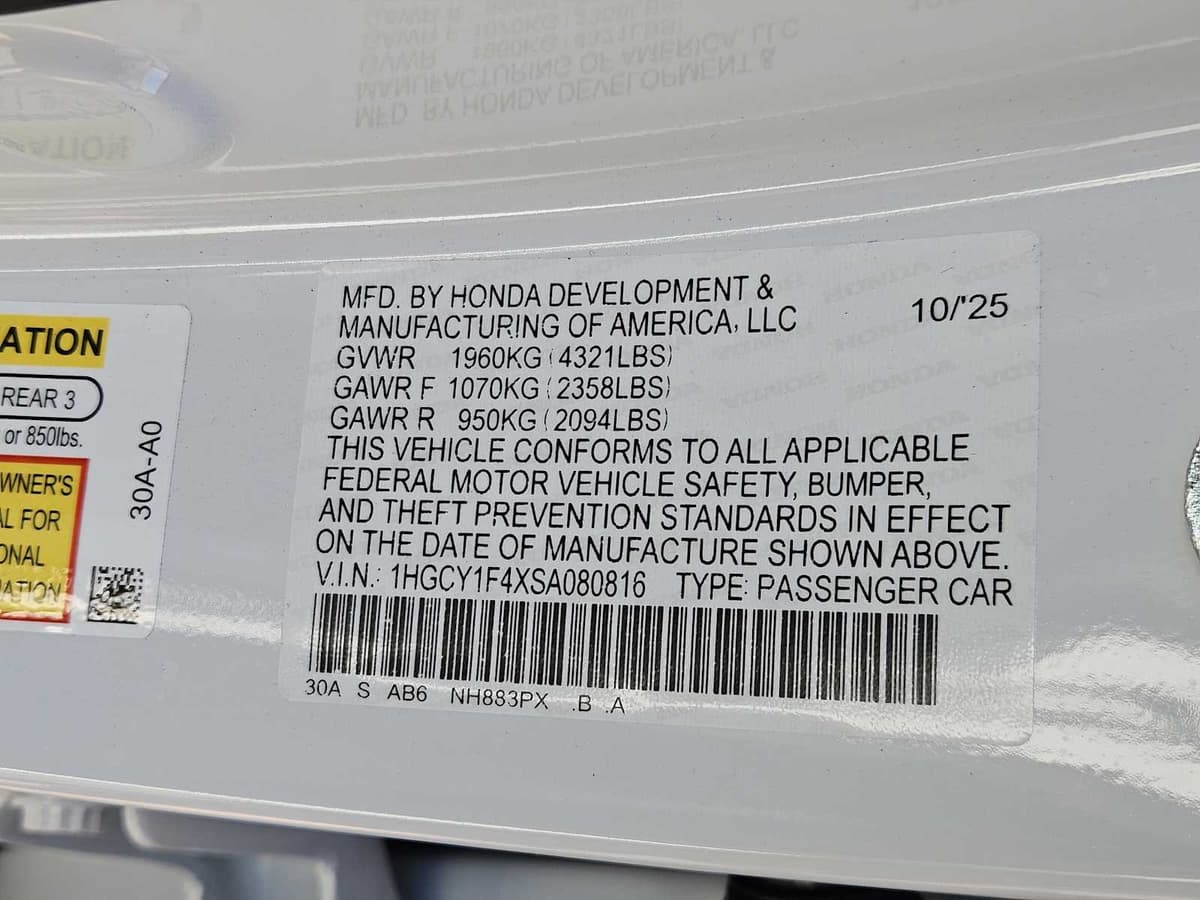 ATION
REAR 3
or 850lbs.
WNER'S
AL FOR
ONAL
ATION
30A-A0
MFD. BY HONDA DEVELOPMENT &
MANUFACTURING OF AMERICA, LLC
10/'25
GVWR 1960KG (4321LBS)
GAWR F 1070KG (2358LBS)
GAWR R 950KG (2094LBS)
THIS VEHICLE CONFORMS TO ALL APPLICABLE
FEDERAL MOTOR VEHICLE SAFETY, BUMPER,
AND THEFT PREVENTION STANDARDS IN EFFECT
ON THE DATE OF MANUFACTURE SHOWN ABOVE.
V.I.N.: 1HGCY1F4XSA080816 TYPE: PASSENGER CAR
30A S AB6 NH883PX .B .A